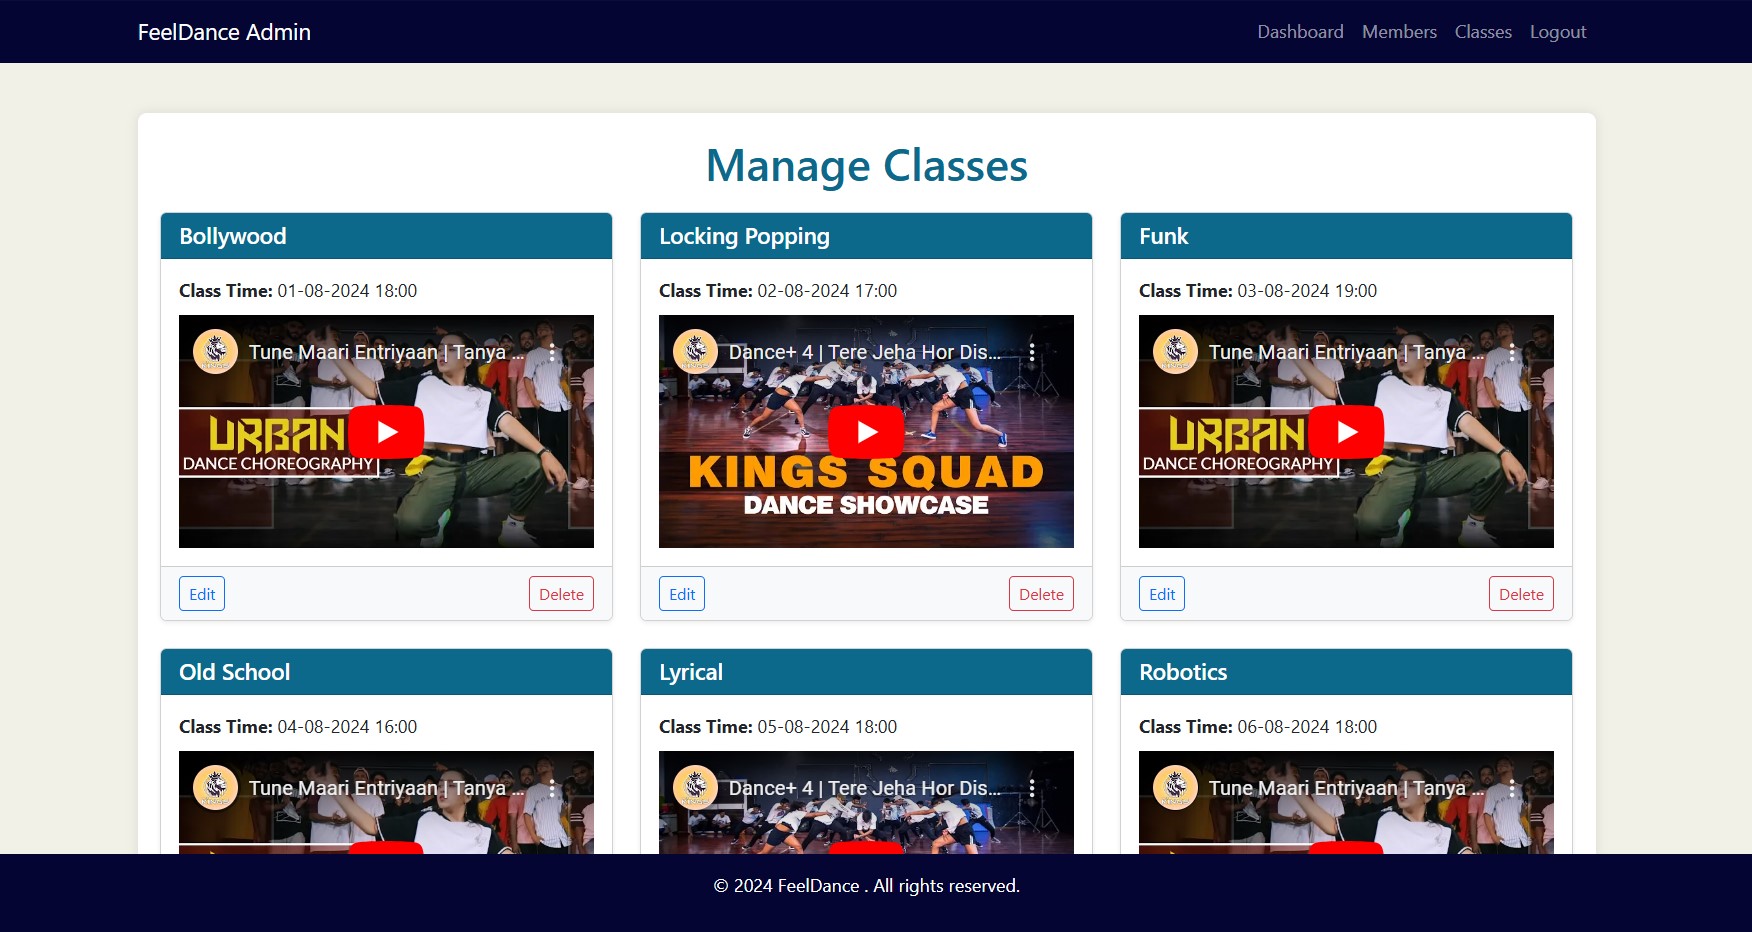 FeelDance Admin
Dashboard Members Classes Logout
Manage Classes
Bollywood
Class Time: 01-08-2024 18:00
Tune Maari Entriyaan | Tanya ...
URBAN
DANCE CHOREOGRAPHY
Edit
Delete
Locking Popping
Class Time: 02-08-2024 17:00
Dance+ 4 | Tere Jeha Hor Dis...
KINGS SQUAD
DANCE SHOWCASE
Edit
Delete
Funk
Class Time: 03-08-2024 19:00
Tune Maari Entriyaan | Tanya ...
URBAN
DANCE CHOREOGRAPHY
Edit
Delete
Old School
Class Time: 04-08-2024 16:00
Tune Maari Entriyaan | Tanya ...
Lyrical
Class Time: 05-08-2024 18:00
Dance+ 4 | Tere Jeha Hor Dis...
Robotics
Class Time: 06-08-2024 18:00
Tune Maari Entriyaan | Tanya ...
© 2024 FeelDance . All rights reserved.